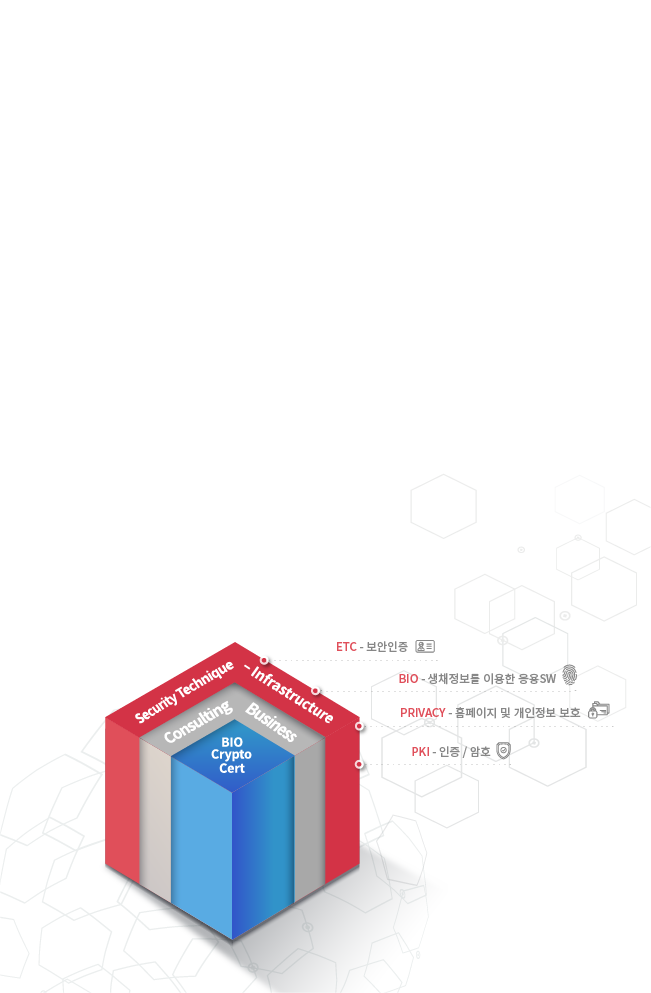 ETC - 보안인증
BIO - 생채정보를 이용한 응용SW
PRIVACY - 홈페이지 및 개인정보 보호
PKI - 인증 / 암호
Security Technique
- Infrastructure
Consulting
Business
BIO
Crypto
Cert